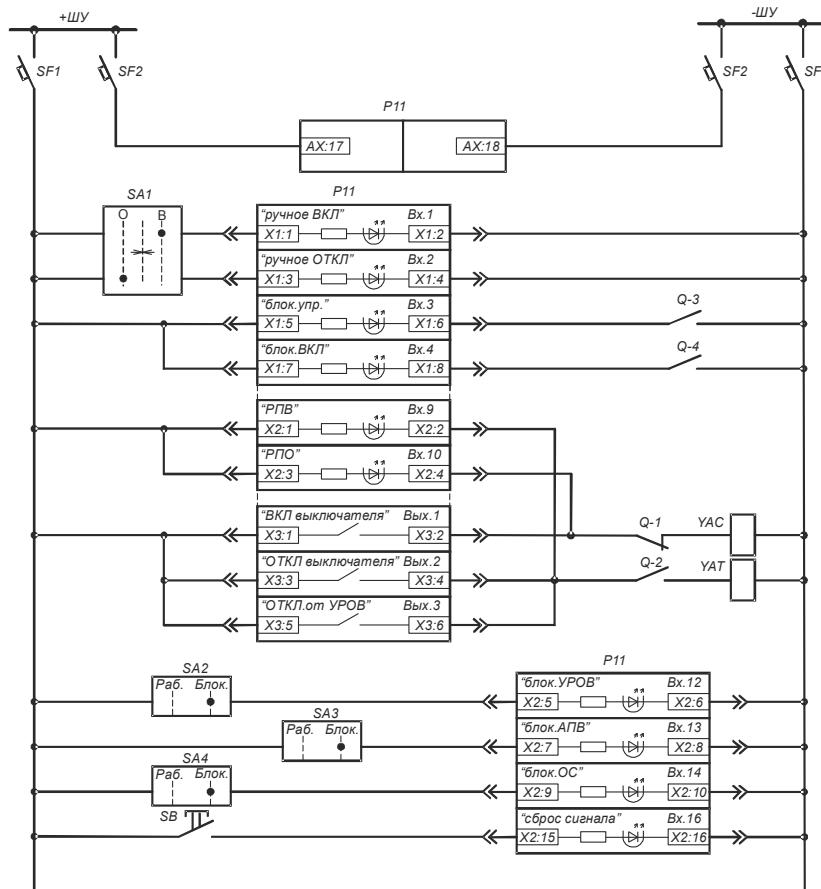 +ШУ
-ШУ
SF1
SF2
SF2
SF
P11
AX:17
AX:18
SA1
P11
О
В
"ручное ВКЛ"
Вх.1
X1:1
X1:2
"ручное ОТКЛ"
Вх.2
X1:3
X1:4
"блок.упр."
Вх.3
X1:5
X1:6
Q-3
"блок.ВКЛ"
Вх.4
X1:7
X1:8
Q-4
"РПВ"
Вх.9
X2:1
X2:2
"РПО"
Вх.10
X2:3
X2:4
"ВКЛ выключателя"
Вых.1
X3:1
X3:2
Q-1
YAC
"ОТКЛ выключателя"
Вых.2
X3:3
X3:4
Q-2
YAT
"ОТКЛ.от УРОВ"
Вых.3
X3:5
X3:6
SA2
P11
Раб.
Блок.
"блок.УРОВ"
Вх.12
X2:5
X2:6
SA3
Раб.
Блок.
"блок.АПВ"
Вх.13
X2:7
X2:8
SA4
Раб.
Блок.
"блок.ОС"
Вх.14
X2:9
X2:10
SB
"сброс сигнала"
Вх.16
X2:15
X2:16